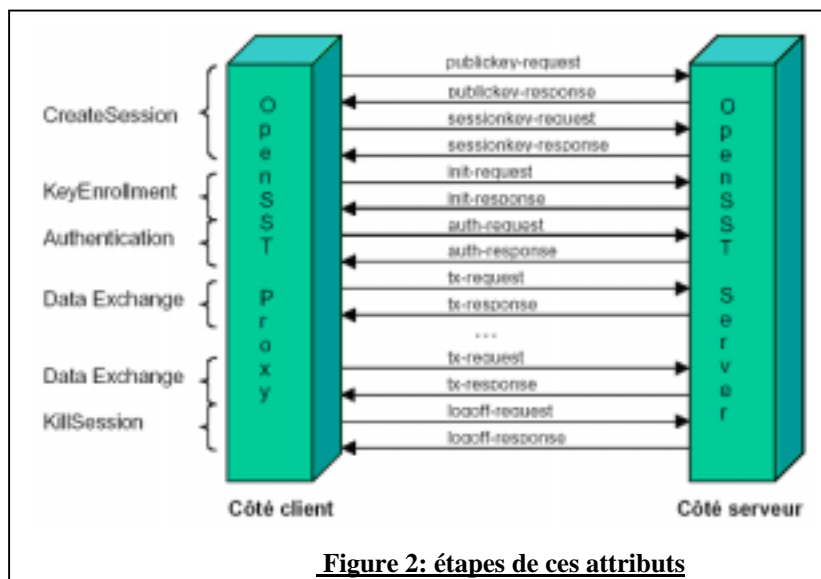 publickey-request
publickey-response
CreateSession
sessionkey-request
sessionkey-response
init-request
KeyEnrollment
init-response
auth-request
Authentication
auth-response
tx-request
Data Exchange
tx-response
...
tx-request
Data Exchange
tx-response
KillSession
logoff-request
logoff-response
OpenSST Proxy
OpenSST Server
Côté client
Côté serveur
Figure 2: étapes de ces attributs